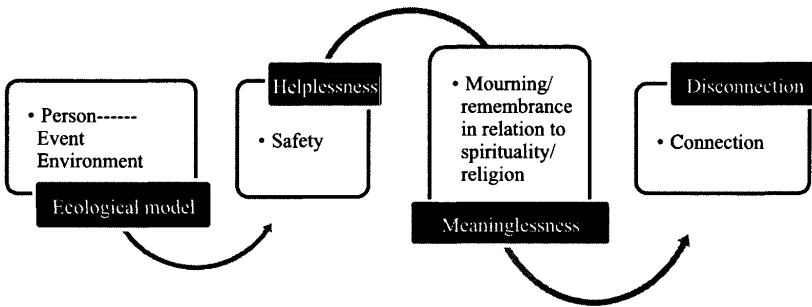 • Person------
Event
Environment
Ecological model
Helplessness
• Safety
• Mourning/
remembrance
in relation to
spirituality/
religion
Meaninglessness
Disconnection
• Connection